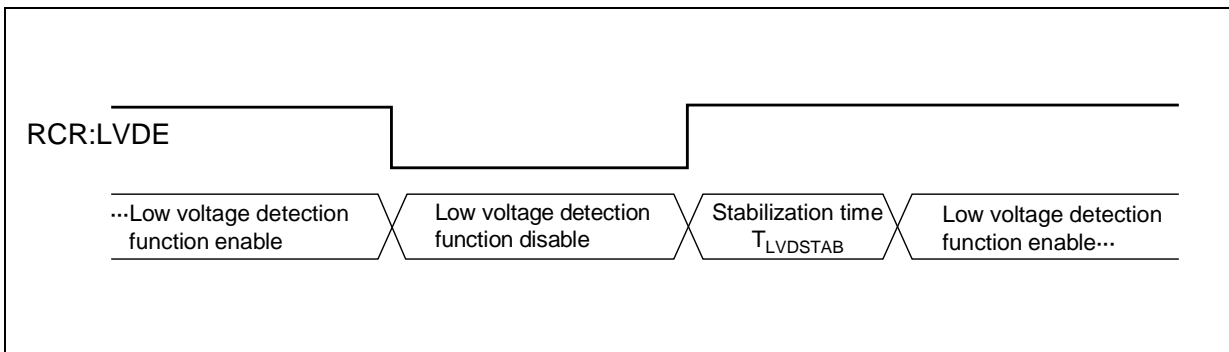 RCR:LVDE
···Low voltage detection
function enable
Low voltage detection
function disable
Stabilization time
TLVDSTAB
Low voltage detection
function enable···